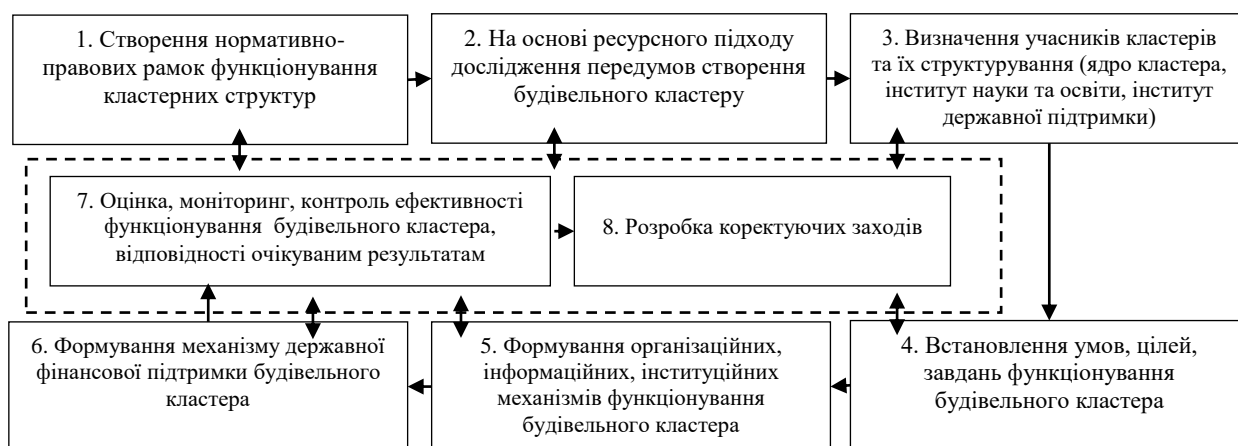 1. Створення нормативно-
правових рамок функціонування
кластерних структур
2. На основі ресурсного підходу
дослідження передумов створення
будівельного кластеру
3. Визначення учасників кластерів
та їх структурування (ядро кластера,
інститут науки та освіти, інститут
державної підтримки)
7. Оцінка, моніторинг, контроль ефективності
функціонування будівельного кластера,
відповідності очікуваним результатам
8. Розробка коректуючих заходів
6. Формування механізму державної
фінансової підтримки будівельного
кластера
5. Формування організаційних,
інформаційних, інституційних
механізмів функціонування
будівельного кластера
4. Встановлення умов, цілей,
завдань функціонування
будівельного кластера